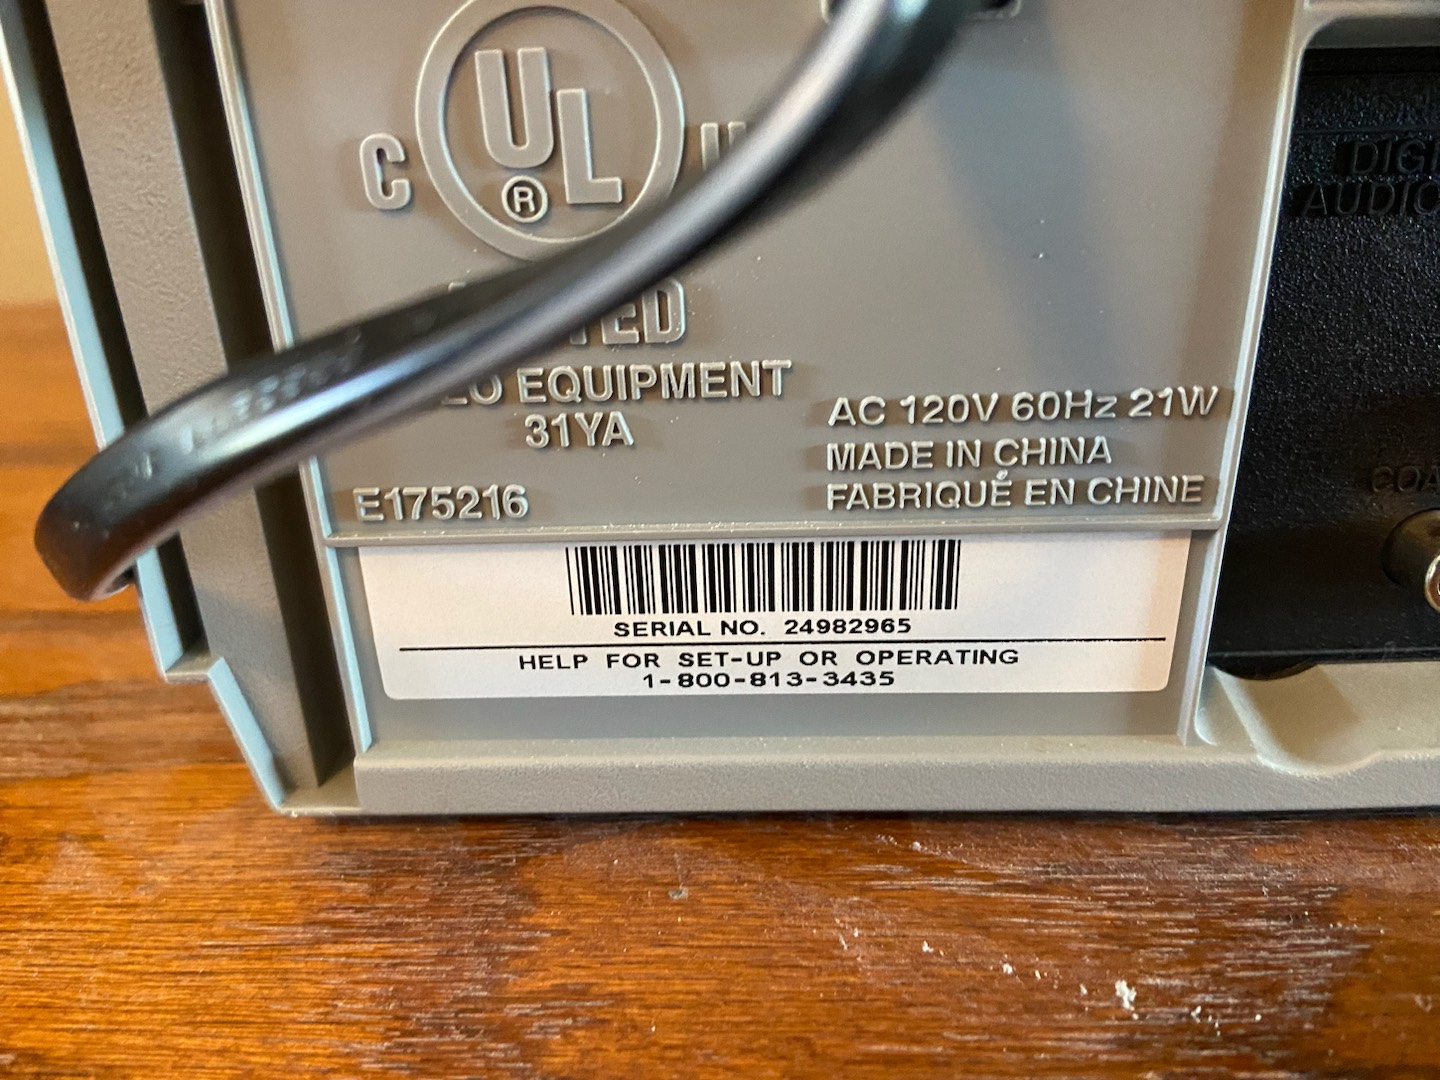 C UL ®
EQUIPMENT
31YA
E175216
AC 120V 60Hz 21W
MADE IN CHINA
FABRIQUÉ EN CHINE
SERIAL NO. 24982965
HELP FOR SET-UP OR OPERATING
1-800-813-3435